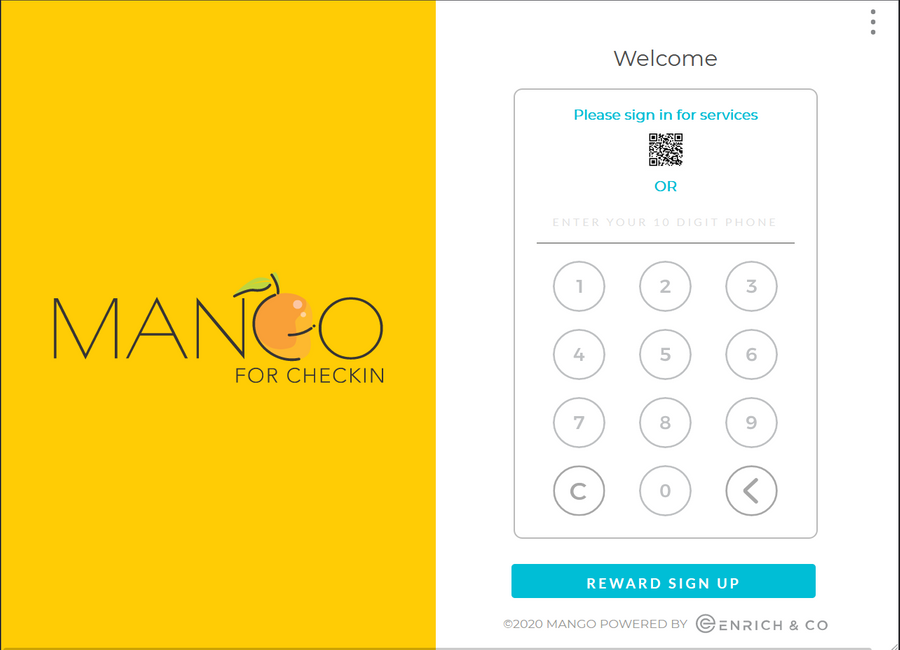 MANGO
FOR CHECKIN
Welcome
Please sign in for services
OR
ENTER YOUR 10 DIGIT PHONE
1 2 3
4 5 6
7 8 9
C 0
REWARD SIGN UP
©2020 MANGO POWERED BY ENRICH & CO